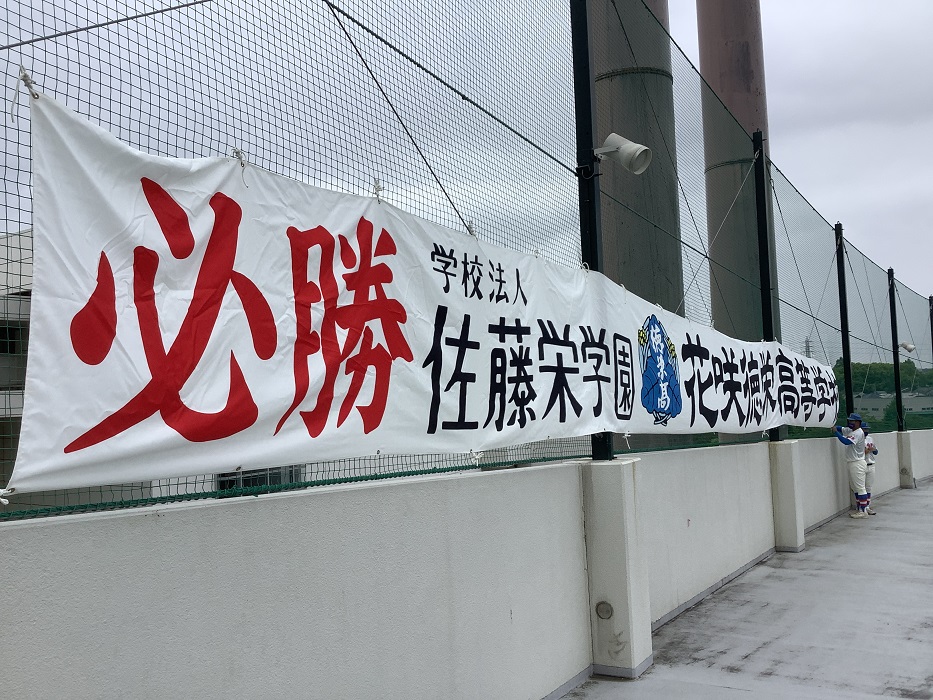 必勝
学校法人
佐藤栄学園
花咲徳栄高等学校